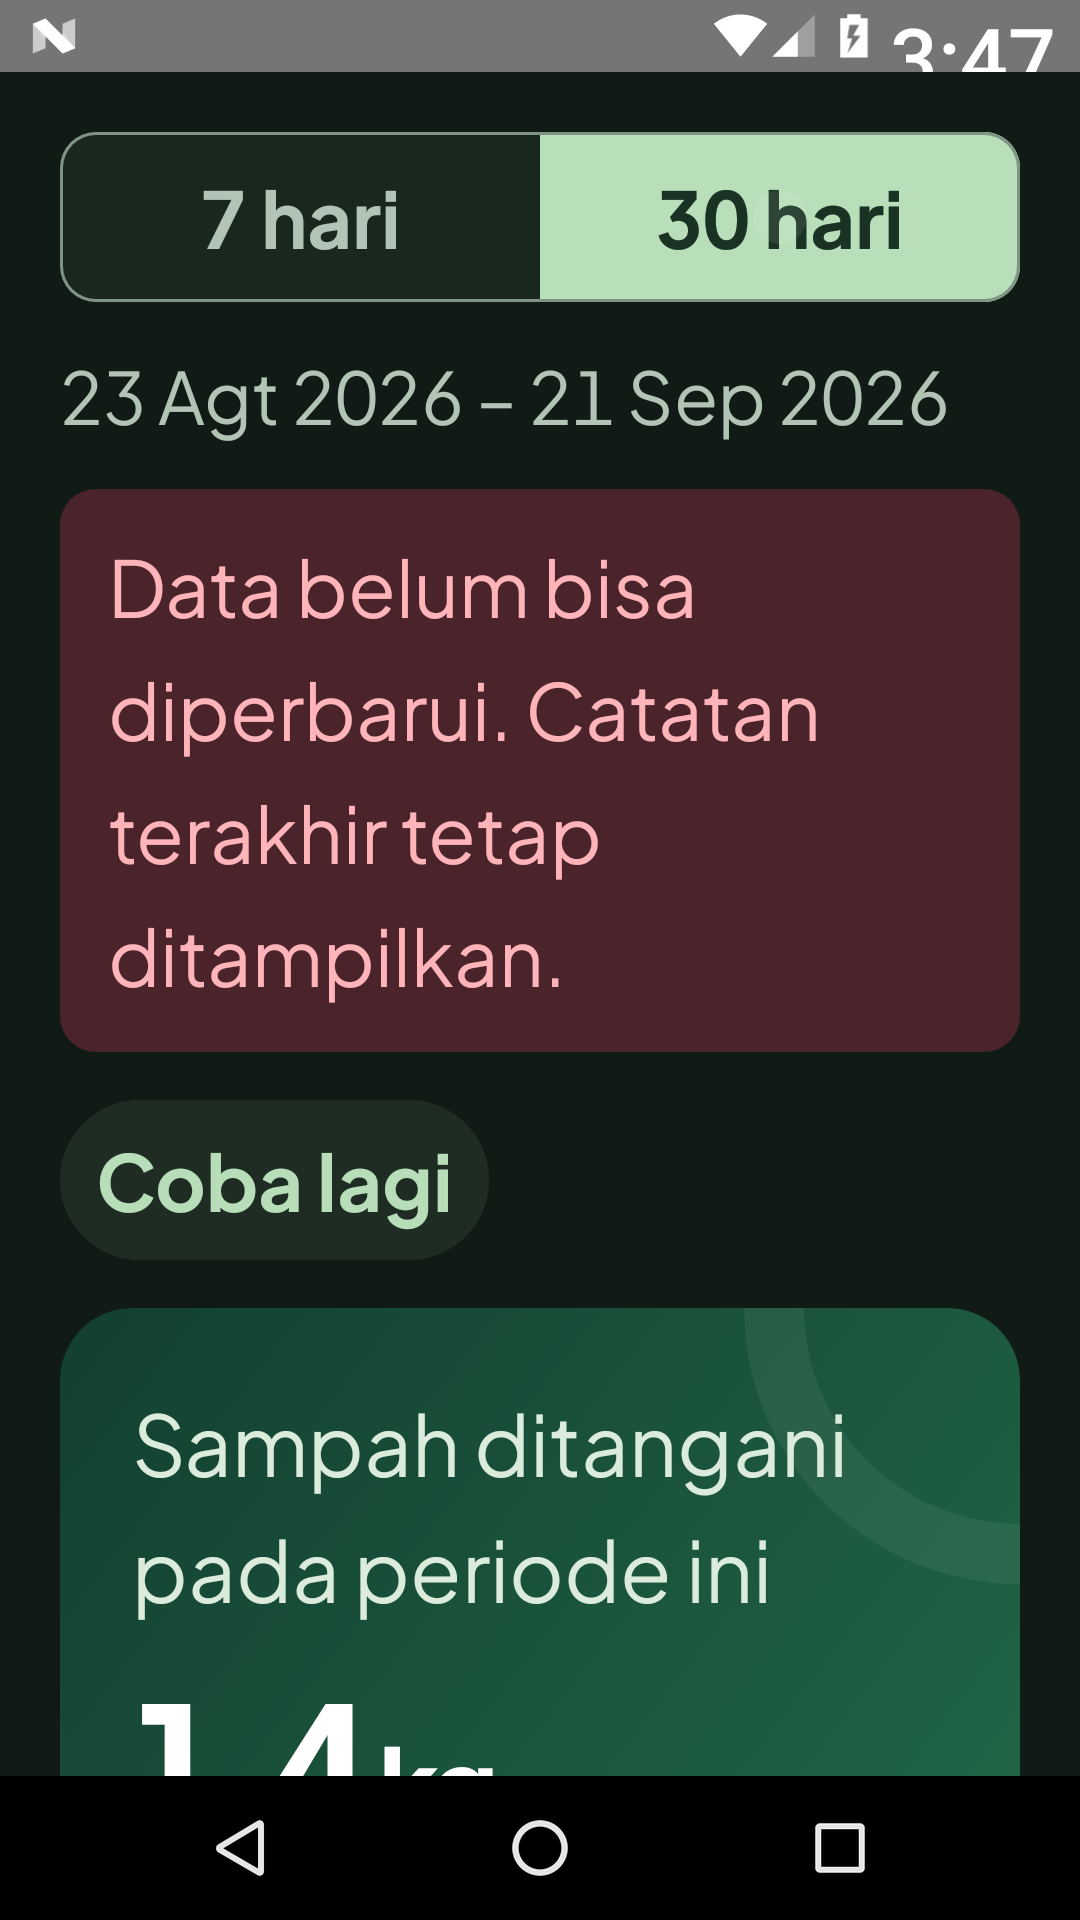 3:47
7 hari
30 hari
23 Agt 2026 – 21 Sep 2026
Data belum bisa
diperbarui. Catatan
terakhir tetap
ditampilkan.
Coba lagi
Sampah ditangani
pada periode ini
kg